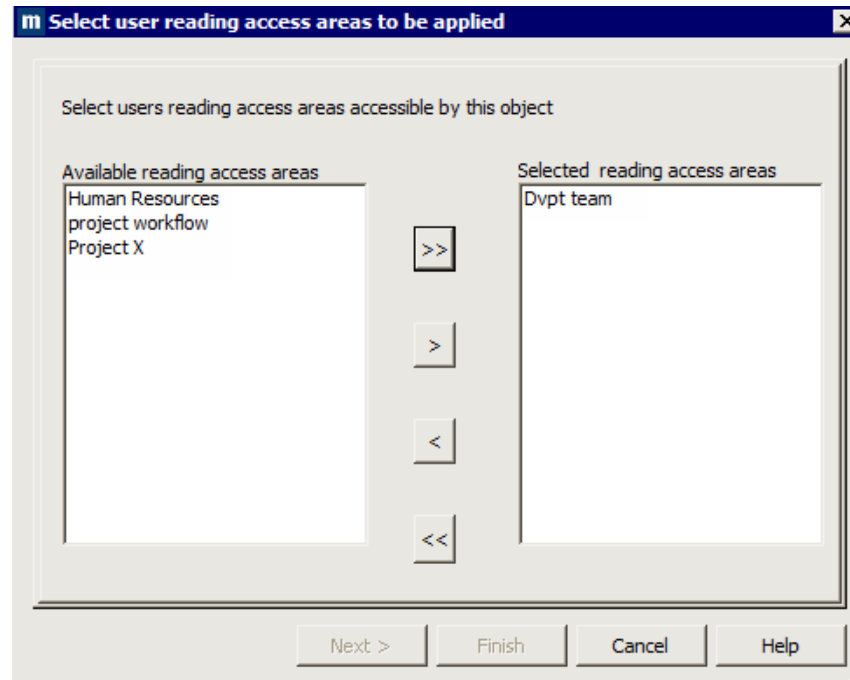 m Select user reading access areas to be applied
Select users reading access areas accessible by this object
Available reading access areas
Human Resources
project workflow
Project X
>>
>
<
<<
Selected reading access areas
Dvpt team
Next > Finish Cancel Help